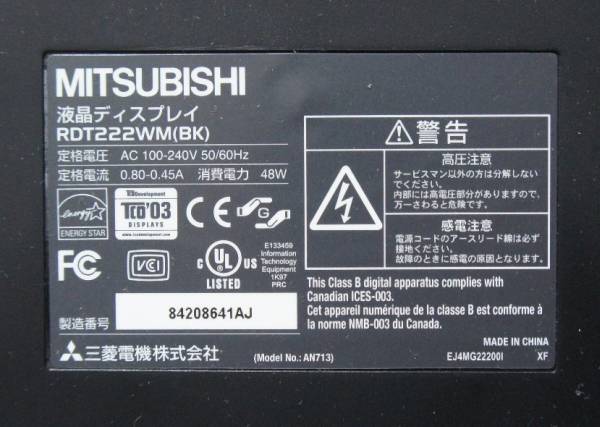 MITSUBISHI
液晶ディスプレイ
RDT222WM(BK)
定格電圧 AC 100-240V 50/60Hz
定格電流 0.80-0.45A 消費電力 48W
energy
ENERGY STAR
TCO Development
TCO'03
DISPLAYS
CE
G
FC
VCI
C UL US
LISTED
E133459
Information
Technology
Equipment
1K97
PRC
製造番号 84208641AJ
三菱電機株式会社
(Model No.: AN713)
警告
高圧注意
サービスマン以外の方は分解しない
でください。
内部には高電圧部分がありますので、
万一さわると危険です。
感電注意
電源コードのアースリード線は必ず
接地ください。
故障のときに感電の原因となります。
This Class B digital apparatus complies with
Canadian ICES-003.
Cet appareil numérique de la classe B est conforme à
la norme NMB-003 du Canada.
MADE IN CHINA
EJ4MG22200I XF